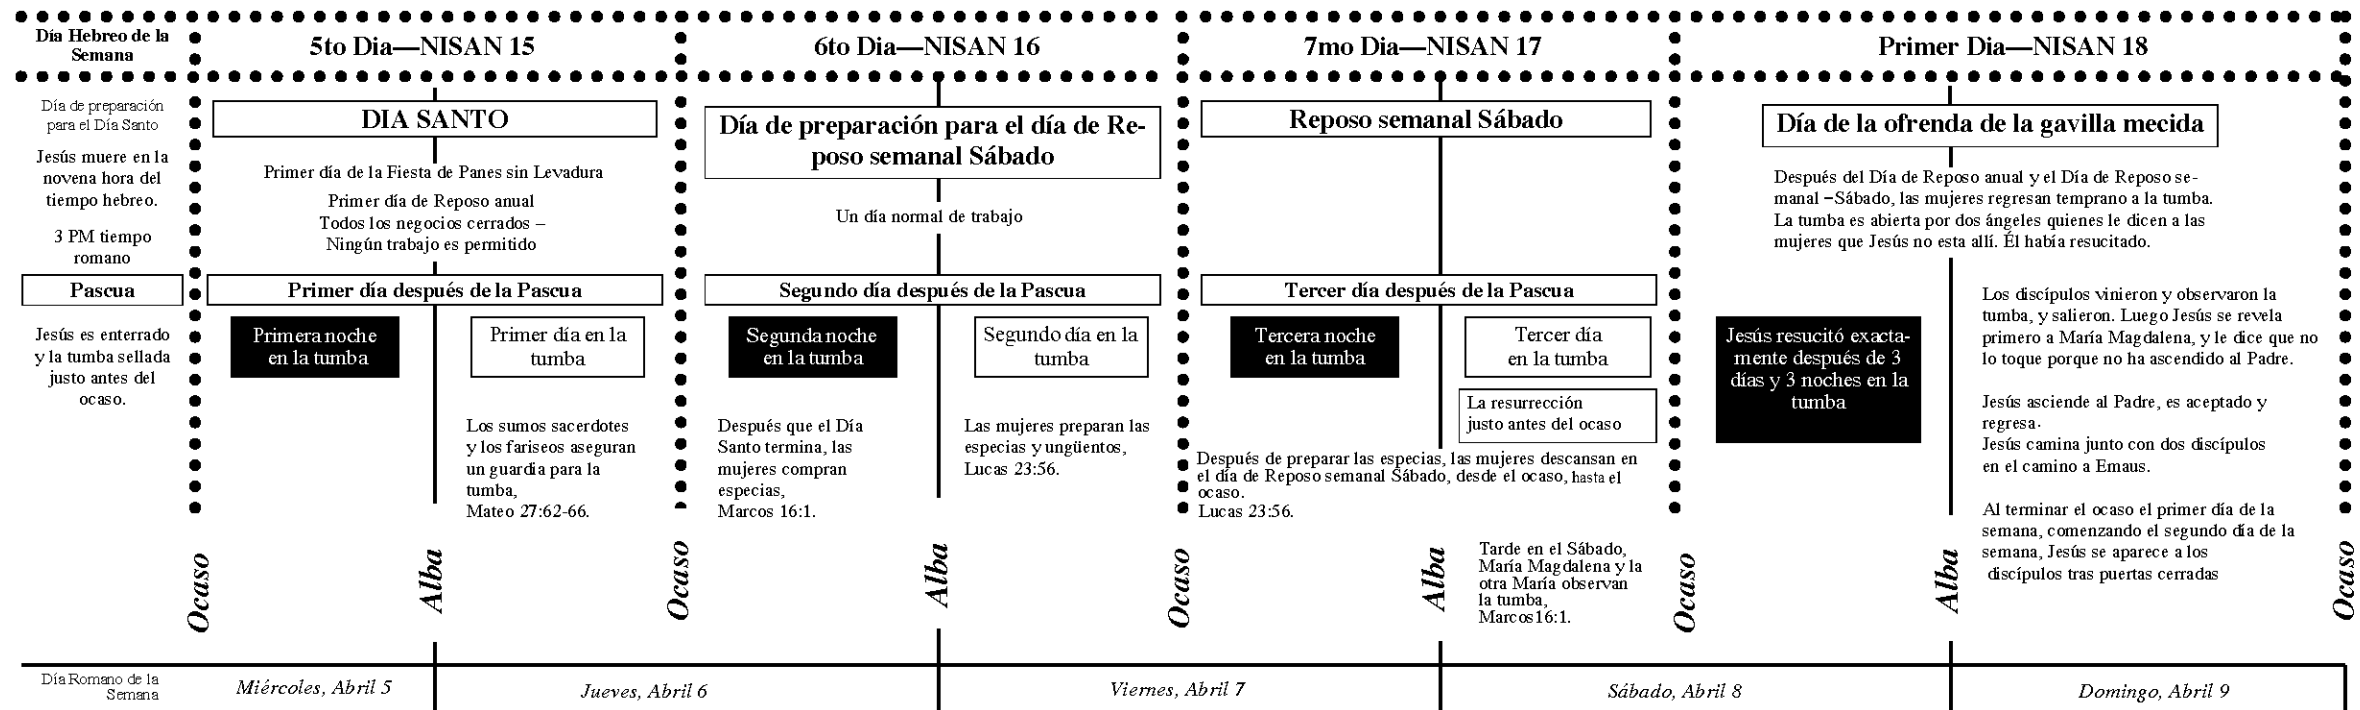 Día Hebreo de la
Semana
5to Dia—NISAN 15
6to Dia—NISAN 16
7mo Dia—NISAN 17
Primer Dia—NISAN 18
Día de preparación
para el Día Santo
Jesús muere en la
novena hora del
tiempo hebreo.
3 PM tiempo
romano
Pascua
Jesús es enterrado
y la tumba sellada
justo antes del
ocaso.
DIA SANTO
Primer día de la Fiesta de Panes sin Levadura
Primer día de Reposo anual
Todos los negocios cerrados –
Ningún trabajo es permitido
Primer día después de la Pascua
Primera noche
en la tumba
Primer día en la
tumba
Los sumos sacerdotes
y los fariseos aseguran
un guardia para la
tumba,
Mateo 27:62-66.
Día de preparación para el día de Re-
poso semanal Sábado
Un día normal de trabajo
Segundo día después de la Pascua
Segunda noche
en la tumba
Segundo día en la
tumba
Después que el Día
Santo termina, las
mujeres compran
especias,
Marcos 16:1.
Las mujeres preparan las
especias y ungüentos,
Lucas 23:56.
Reposo semanal Sábado
Tercer día después de la Pascua
Tercera noche
en la tumba
Tercer día
en la tumba
La resurrección
justo antes del ocaso
Después de preparar las especias, las mujeres descansan en
el día de Reposo semanal Sábado, desde el ocaso, hasta el
ocaso.
Lucas 23:56.
Tarde en el Sábado,
María Magdalena y la
otra María observan
la tumba,
Marcos16:1.
Día de la ofrenda de la gavilla mecida
Después del Día de Reposo anual y el Día de Reposo se-
manal –Sábado, las mujeres regresan temprano a la tumba.
La tumba es abierta por dos ángeles quienes le dicen a las
mujeres que Jesús no esta allí. Él había resucitado.
Jesús resucitó exacta-
mente después de 3
días y 3 noches en la
tumba
Los discípulos vinieron y observaron la
tumba, y salieron. Luego Jesús se revela
primero a María Magdalena, y le dice que no
lo toque porque no ha ascendido al Padre.
Jesús asciende al Padre, es aceptado y
regresa.
Jesús camina junto con dos discípulos
en el camino a Emaus.
Al terminar el ocaso el primer día de la
semana, comenzando el segundo día de la
semana, Jesús se aparece a los
discípulos tras puertas cerradas
Ocaso
Alba
Ocaso
Alba
Ocaso
Alba
Ocaso
Alba
Ocaso
Día Romano de la
Semana
Miércoles, Abril 5
Jueves, Abril 6
Viernes, Abril 7
Sábado, Abril 8
Domingo, Abril 9